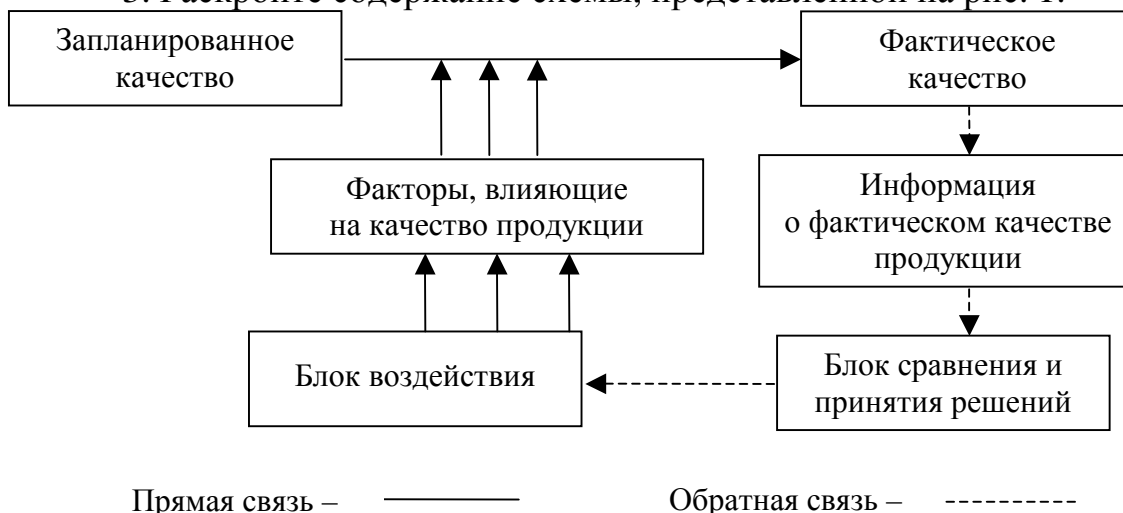 3. Раскройте содержание схемы, представленной на рис. 1.
Запланированное
качество
Фактическое
качество
Факторы, влияющие
на качество продукции
Информация
о фактическом качестве
продукции
Блок воздействия
Блок сравнения и
принятия решений
Прямая связь –
Обратная связь –